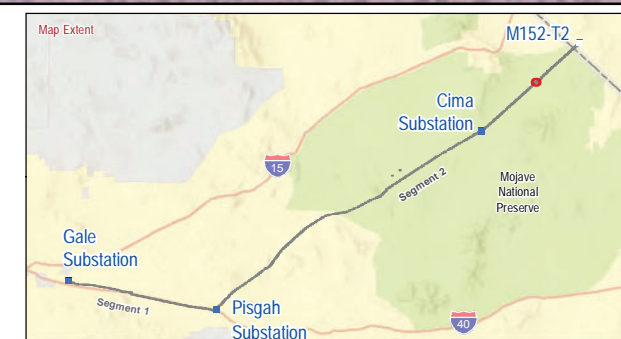 Map Extent
M152-T2
Cima
Substation
15
Segment 2
Mojave
National
Preserve
Gale
Substation
Segment 1
Pisgah
Substation
40